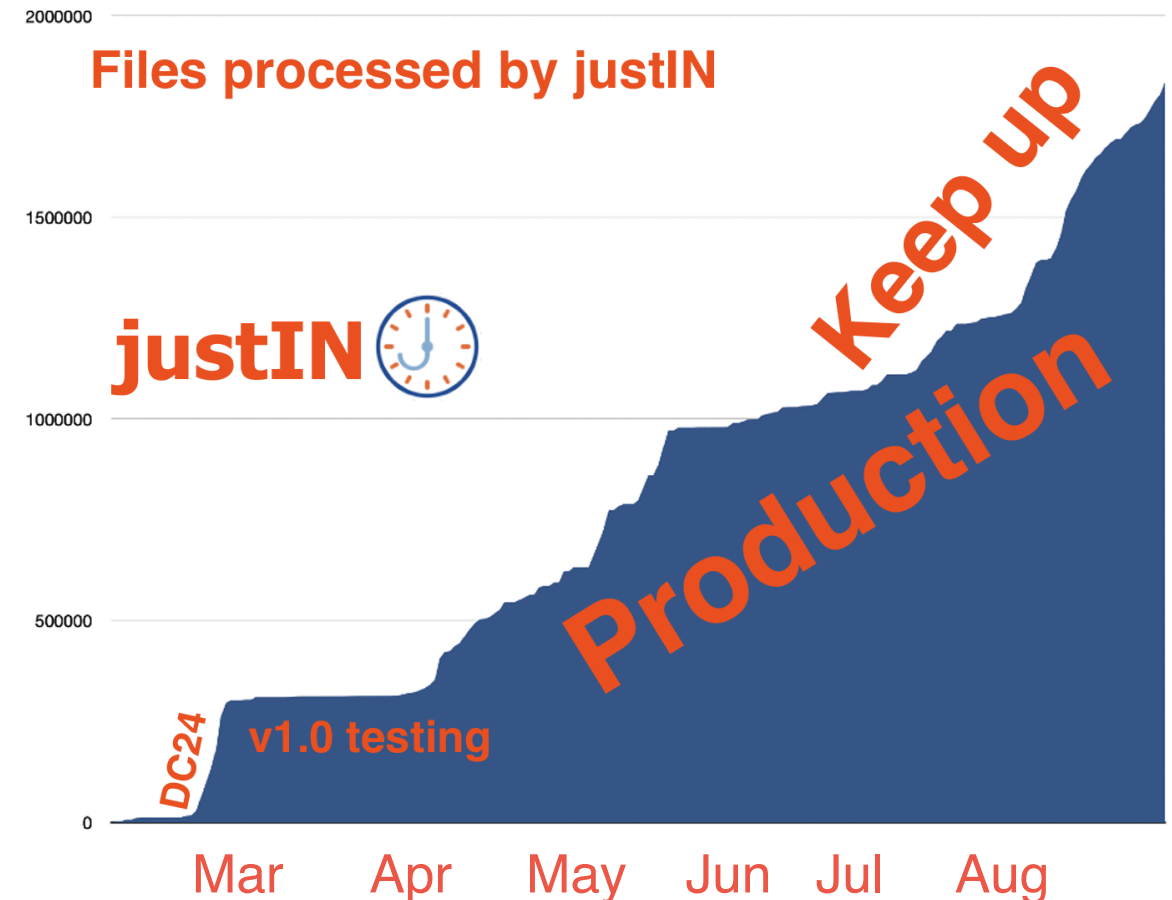 2000000
Files processed by justIN
Keep up
1500000
justIN
1000000
Production
500000
DC24
v1.0 testing
0
Mar Apr May Jun Jul Aug